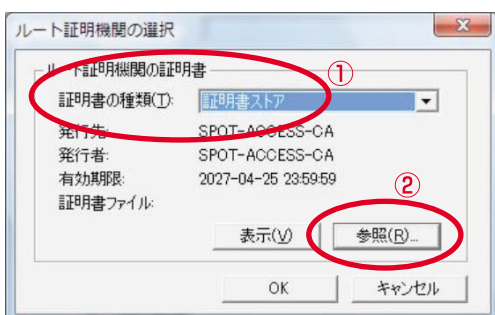 ルート証明機関の選択
ルート証明機関の証明書
①
証明書の種類(T): 証明書ストア
発行先: SPOT-ACCESS-CA
発行者: SPOT-ACCESS-CA
有効期限: 2027-04-25 23:59:59
②
証明書ファイル:
表示(V) 参照(R)...
OK キャンセル